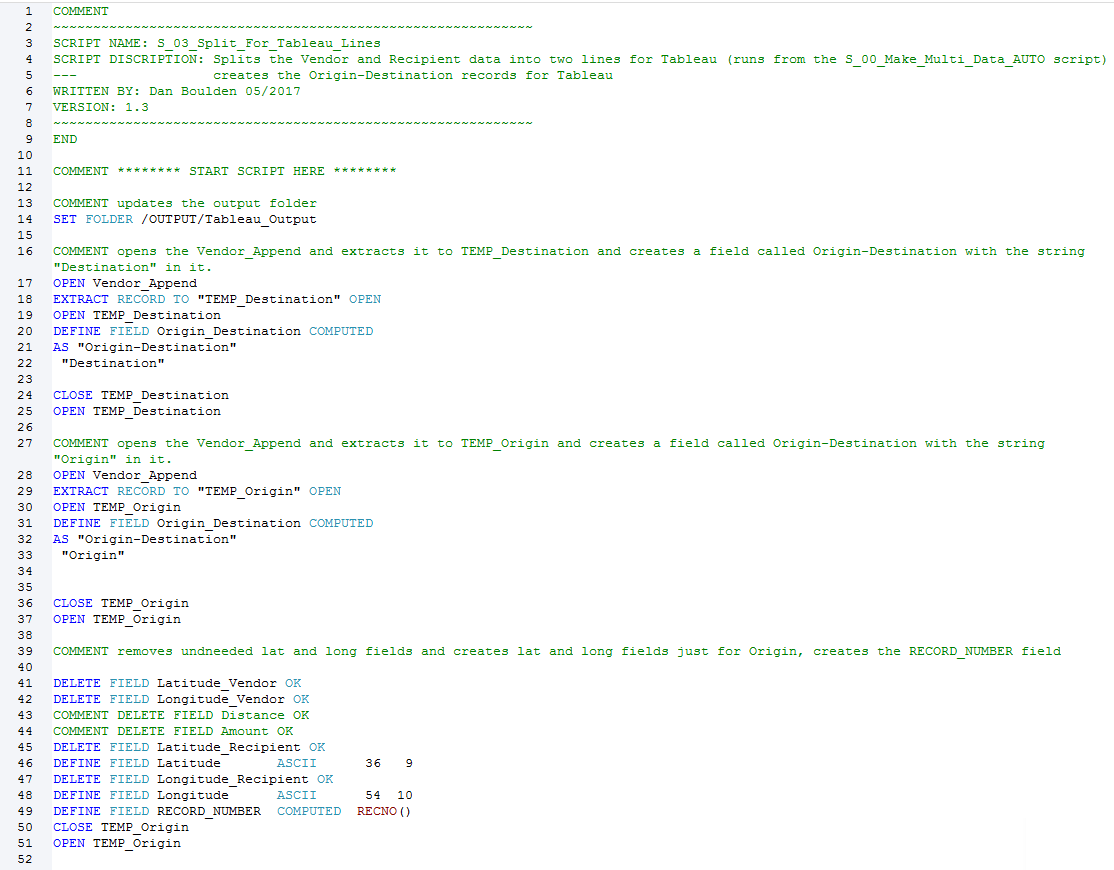 1 COMMENT
2 ~~~~~~~~~~~~~~~~~~~~~~~~~~~~~~~~~~~~~~~~~~~~~~~~~~~~~~~~~~~~
3 SCRIPT NAME: S_03_Split_For_Tableau_Lines
4 SCRIPT DISCRIPTION: Splits the Vendor and Recipient data into two lines for Tableau (runs from the S_00_Make_Multi_Data_AUTO script)
5 ---                 creates the Origin-Destination records for Tableau
6 WRITTEN BY: Dan Boulden 05/2017
7 VERSION: 1.3
8 ~~~~~~~~~~~~~~~~~~~~~~~~~~~~~~~~~~~~~~~~~~~~~~~~~~~~~~~~~~~~
9 END
10
11 COMMENT ******** START SCRIPT HERE ********
12
13 COMMENT updates the output folder
14 SET FOLDER /OUTPUT/Tableau_Output
15
16 COMMENT opens the Vendor_Append and extracts it to TEMP_Destination and creates a field called Origin-Destination with the string
"Destination" in it.
17 OPEN Vendor_Append
18 EXTRACT RECORD TO "TEMP_Destination" OPEN
19 OPEN TEMP_Destination
20 DEFINE FIELD Origin_Destination COMPUTED
21 AS "Origin-Destination"
22  "Destination"
23
24 CLOSE TEMP_Destination
25 OPEN TEMP_Destination
26
27 COMMENT opens the Vendor_Append and extracts it to TEMP_Origin and creates a field called Origin-Destination with the string
"Origin" in it.
28 OPEN Vendor_Append
29 EXTRACT RECORD TO "TEMP_Origin" OPEN
30 OPEN TEMP_Origin
31 DEFINE FIELD Origin_Destination COMPUTED
32 AS "Origin-Destination"
33  "Origin"
34
35
36 CLOSE TEMP_Origin
37 OPEN TEMP_Origin
38
39 COMMENT removes undneeded lat and long fields and creates lat and long fields just for Origin, creates the RECORD_NUMBER field
40
41 DELETE FIELD Latitude_Vendor OK
42 DELETE FIELD Longitude_Vendor OK
43 COMMENT DELETE FIELD Distance OK
44 COMMENT DELETE FIELD Amount OK
45 DELETE FIELD Latitude_Recipient OK
46 DEFINE FIELD Latitude       ASCII      36   9
47 DELETE FIELD Longitude_Recipient OK
48 DEFINE FIELD Longitude      ASCII      54  10
49 DEFINE FIELD RECORD_NUMBER  COMPUTED  RECNO()
50 CLOSE TEMP_Origin
51 OPEN TEMP_Origin
52